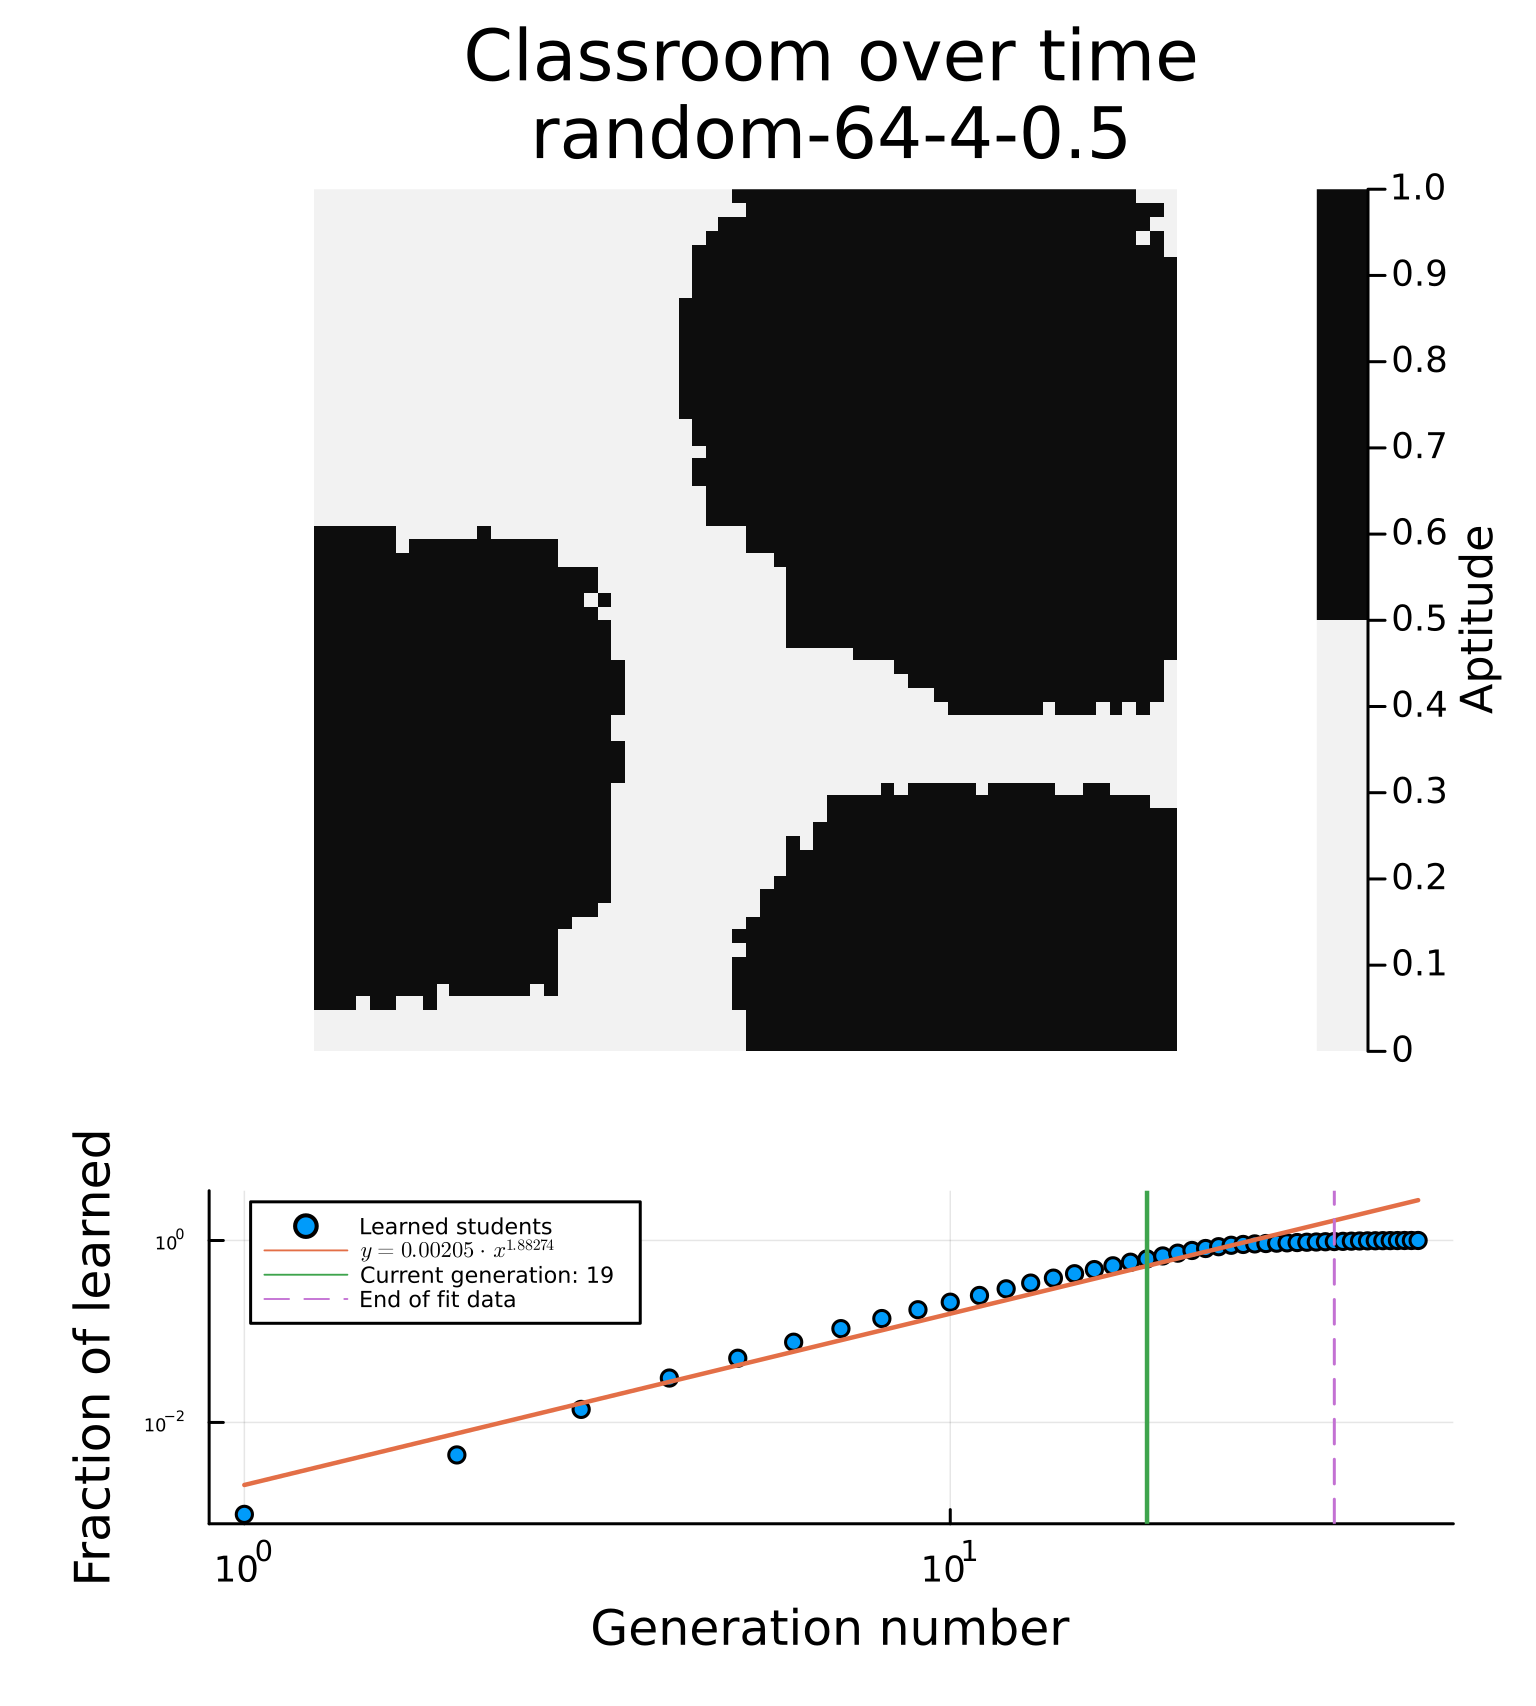 Classroom over time
random-64-4-0.5
1.0
0.9
0.8
0.7
0.6
0.5
0.4
0.3
0.2
0.1
0
Aptitude
Fraction of learned
10^0
10^−2
Learned students
y = 0.00205 · x^1.88274
Current generation: 19
End of fit data
10^0
10^1
Generation number